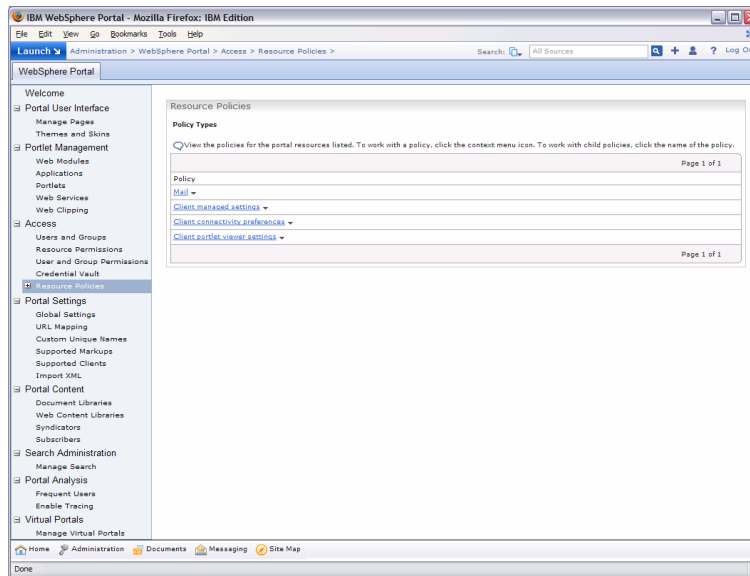 IBM WebSphere Portal - Mozilla Firefox: IBM Edition
File Edit View Go Bookmarks Tools Help
Launch Administration > WebSphere Portal > Access > Resource Policies > Search: All Sources ? Log O
WebSphere Portal
Welcome
Portal User Interface
Manage Pages
Themes and Skins
Portlet Management
Web Modules
Applications
Portlets
Web Services
Web Clipping
Access
Users and Groups
Resource Permissions
User and Group Permissions
Credential Vault
Resource Policies
Portal Settings
Global Settings
URL Mapping
Custom Unique Names
Supported Markups
Supported Clients
Import XML
Portal Content
Document Libraries
Web Content Libraries
Syndicators
Subscribers
Search Administration
Manage Search
Portal Analysis
Frequent Users
Enable Tracing
Virtual Portals
Manage Virtual Portals
Resource Policies
Policy Types
View the policies for the portal resources listed. To work with a policy, click the context menu icon. To work with child policies, click the name of the policy.
Page 1 of 1
Policy
Mail
Client managed settings
Client connectivity preferences
Client portlet viewer settings
Page 1 of 1
Home Administration Documents Messaging Site Map
Done